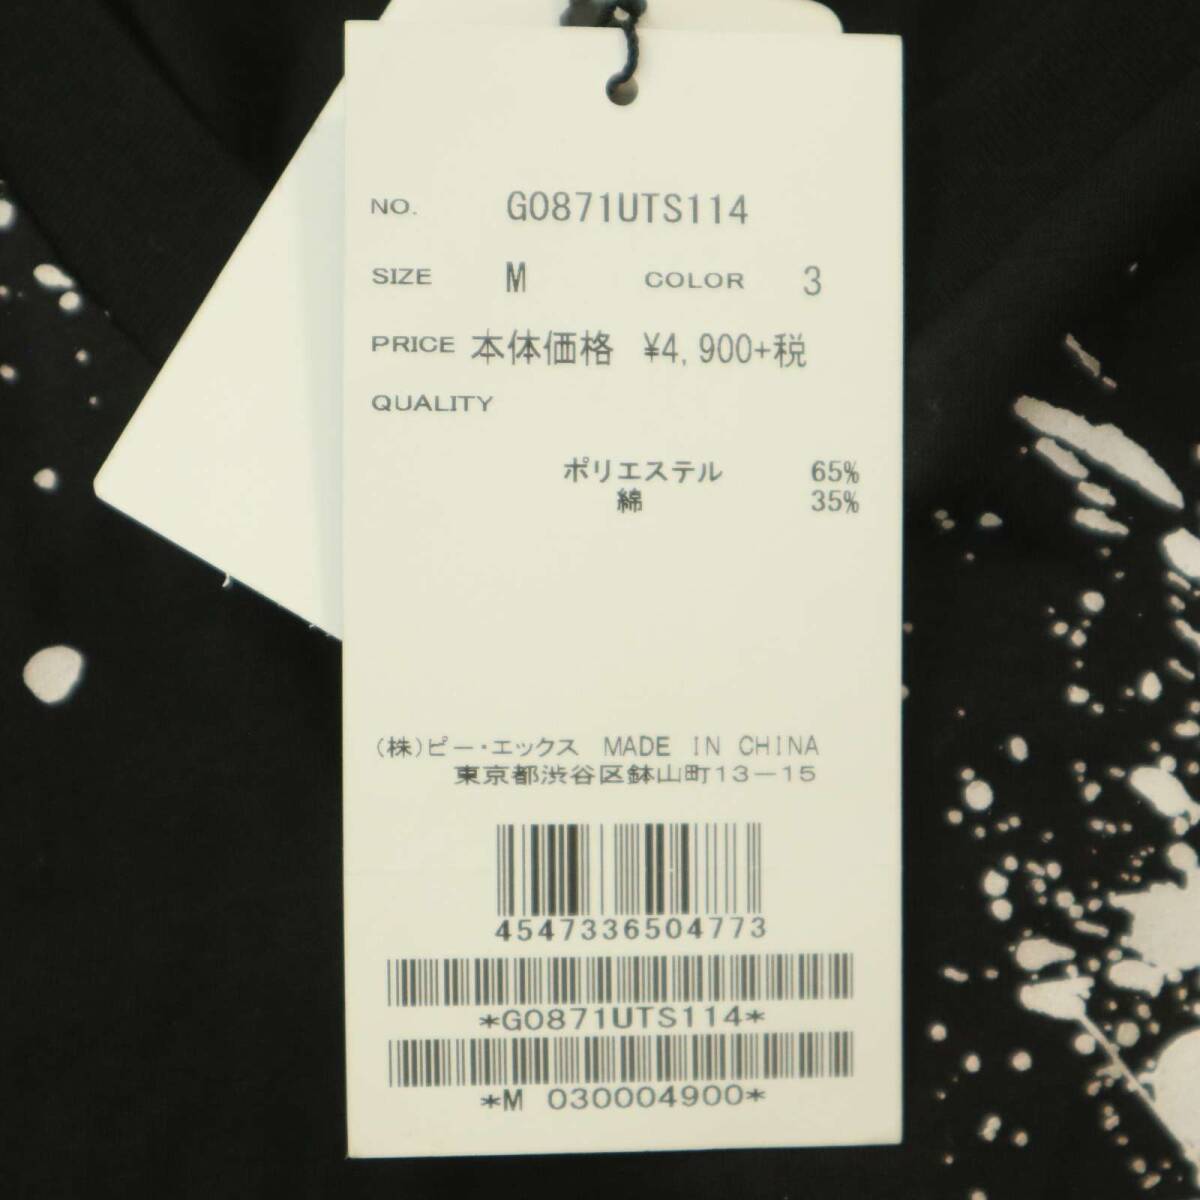 NO. GO871UTS114
SIZE M COLOR 3
PRICE 本体価格 ¥4,900+税
QUALITY
ポリエステル 65%
綿 35%
(株)ピー・エックス MADE IN CHINA
東京都渋谷区鉢山町13-15
4547336504773
*GO871UTS114*
*M 030004900*